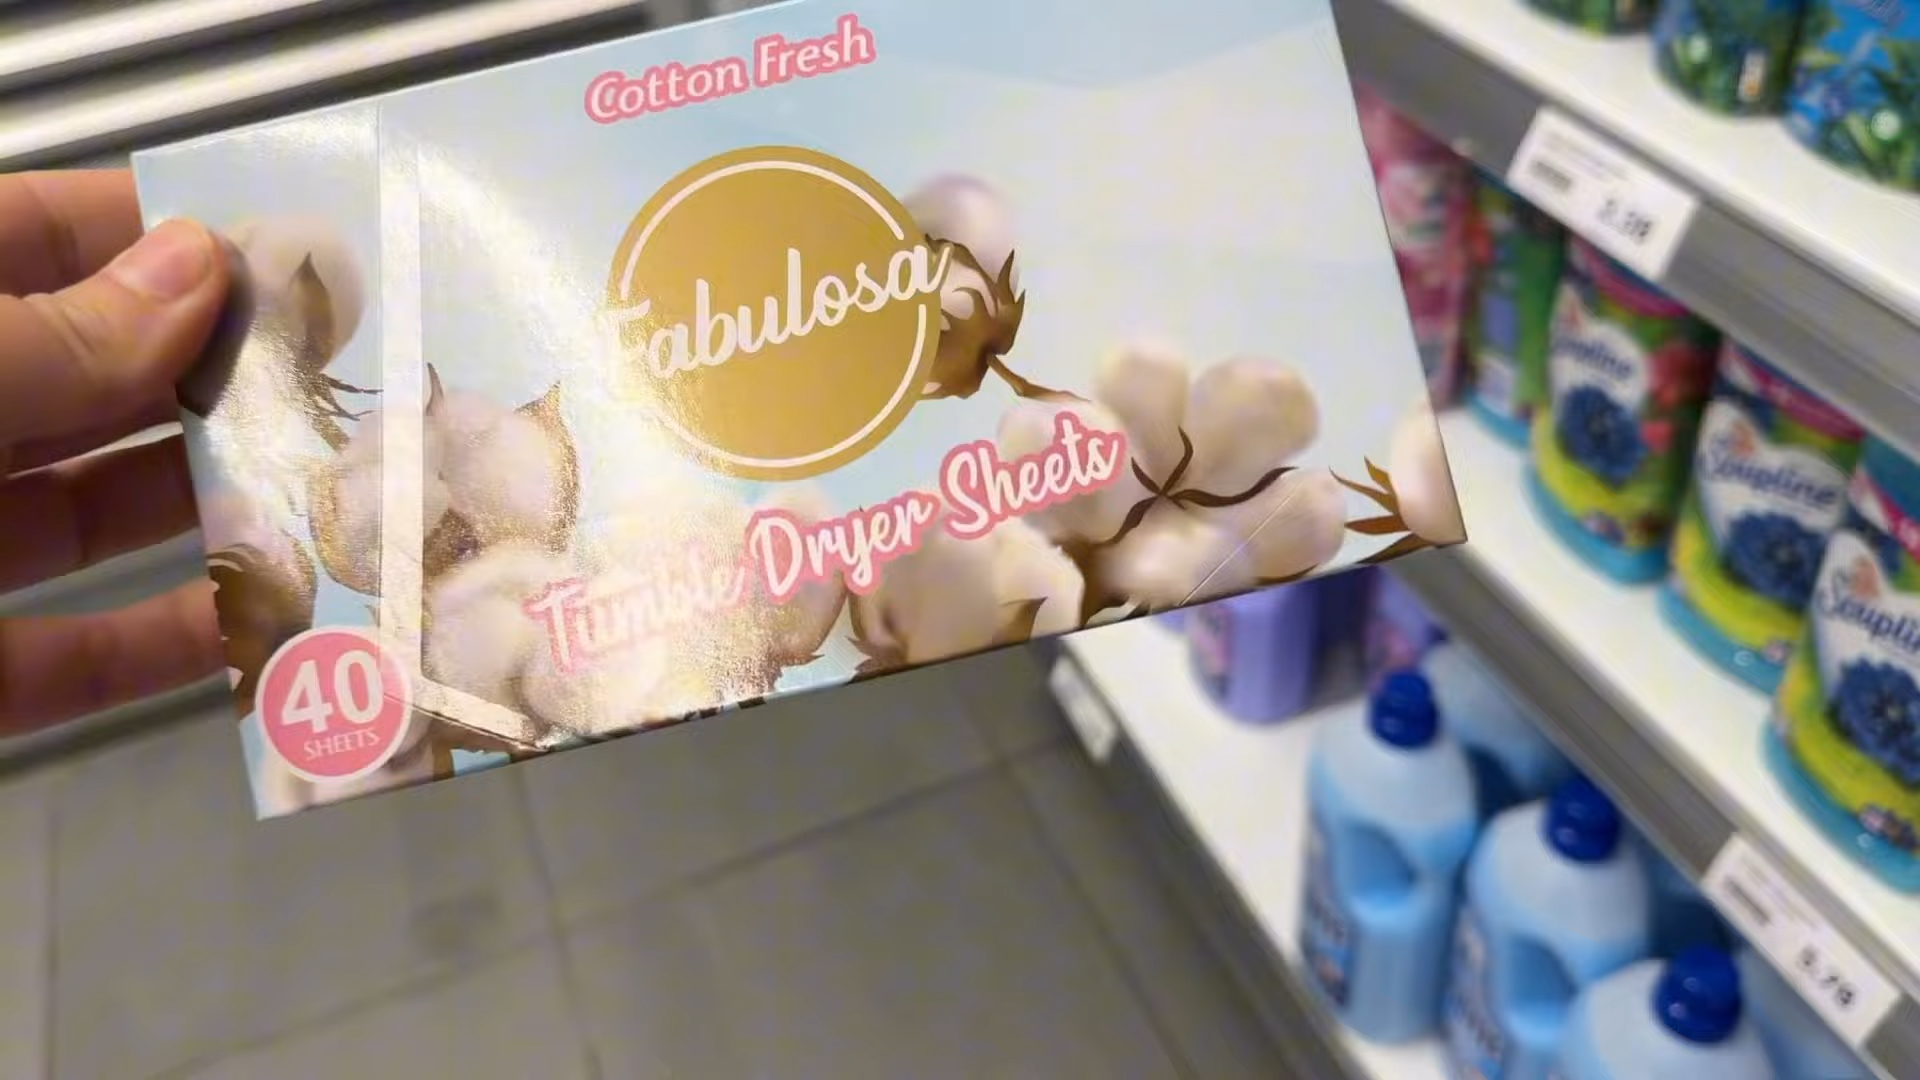 Cotton Fresh
Fabulosa
Tumble Dryer Sheets
40
SHEETS
Soupline
Soupline